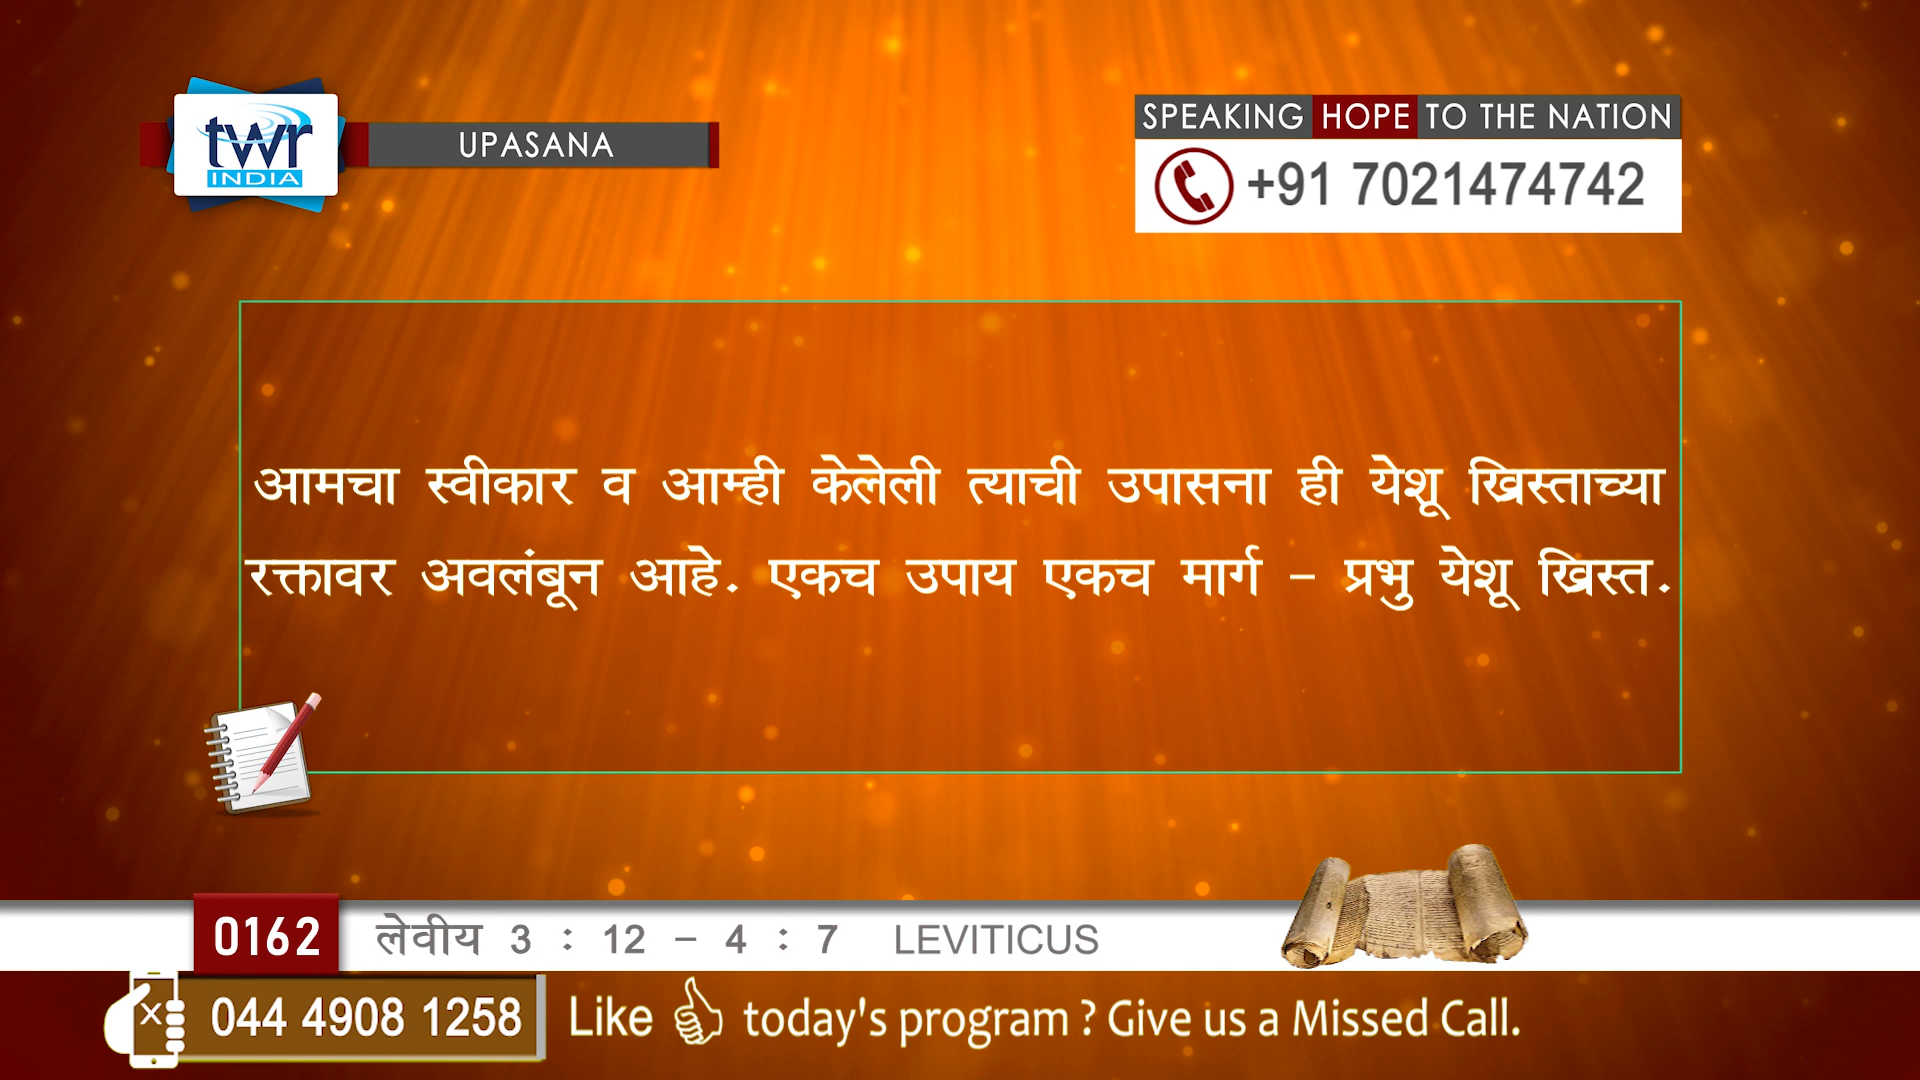 twr
INDIA
UPASANA
SPEAKING HOPE TO THE NATION
+91 7021474742
आमचा स्वीकार व आम्ही केलेली त्याची उपासना ही येशू ख्रिस्ताच्या
रक्तावर अवलंबून आहे. एकच उपाय एकच मार्ग – प्रभु येशू ख्रिस्त.
0162 लेवीय 3 : 12 – 4 : 7 LEVITICUS
044 4908 1258 Like today's program ? Give us a Missed Call.